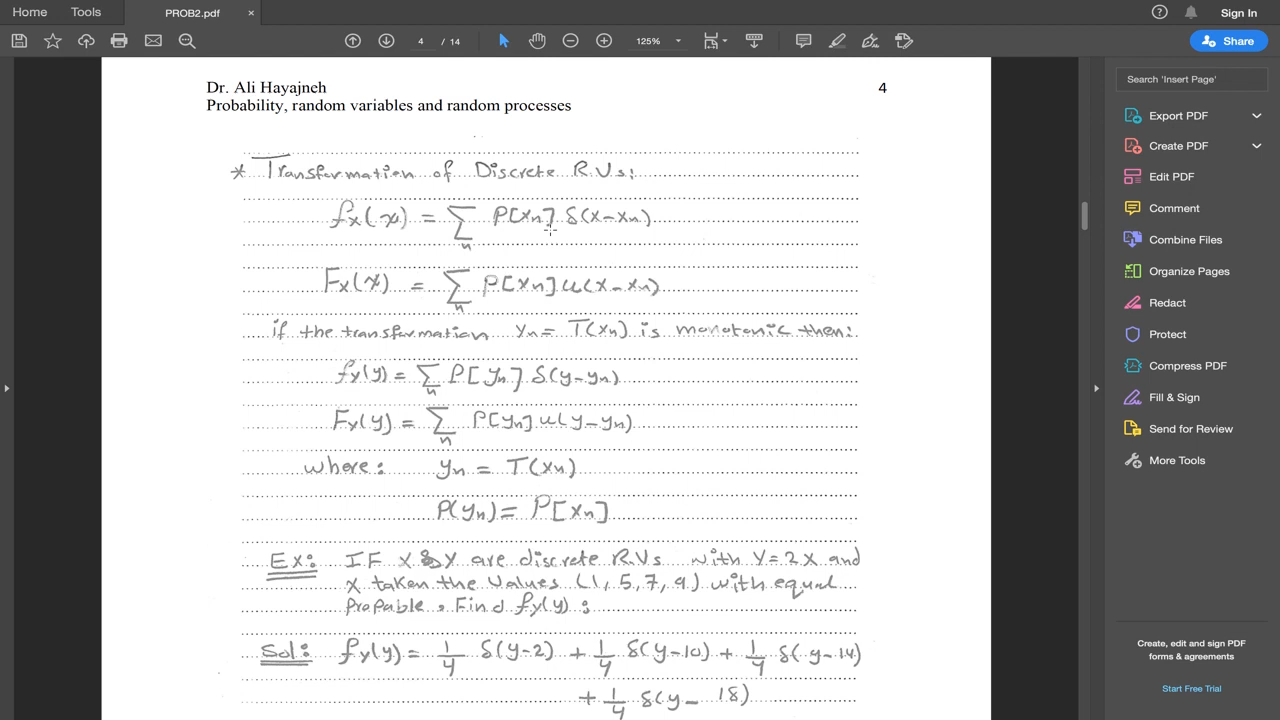 Home
Tools
PROB2.pdf
×
Sign In
4 / 14
125%
Share
Dr. Ali Hayajneh
4
Probability, random variables and random processes
* Transformation of Discrete R.Vs:
fx(x) = Σn P[xn] δ(x-xn)
Fx(x) = Σn P[xn] u(x-xn)
if the transformation yn = T(xn) is monotonic then:
fy(y) = Σn P[yn] δ(y-yn)
Fy(y) = Σn P[yn] u(y-yn)
where: yn = T(xn)
P(yn) = P[xn]
Ex: IF X & Y are discrete R.Vs with Y=2X and
X taken the values (1, 5, 7, 9) with equal
propable. Find fy(y):
Sol: fy(y) = 1/4 δ(y-2) + 1/4 δ(y-10) + 1/4 δ(y-14)
+ 1/4 δ(y-18)
Search 'Insert Page'
Export PDF
Create PDF
Edit PDF
Comment
Combine Files
Organize Pages
Redact
Protect
Compress PDF
Fill & Sign
Send for Review
More Tools
Create, edit and sign PDF
forms & agreements
Start Free Trial